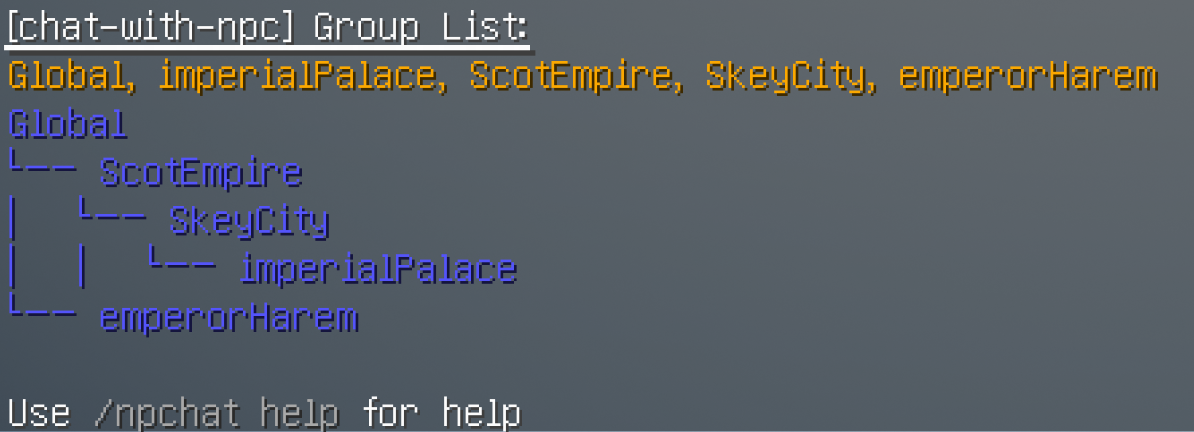 [chat-with-npc] Group List:
Global, imperialPalace, ScotEmpire, SkeyCity, emperorHarem
Global
└── ScotEmpire
│   └── SkeyCity
│   │   └── imperialPalace
└── emperorHarem
Use /npchat help for help